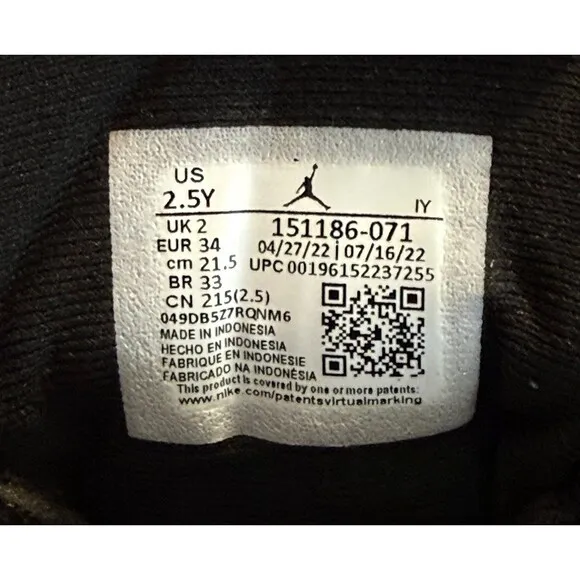 US
2.5Y
IY
UK 2
151186-071
EUR 34
04/27/22 | 07/16/22
cm 21.5
UPC 00196152237255
BR 33
CN 215(2.5)
049DB5Z7RQNM6
MADE IN INDONESIA
HECHO EN INDONESIA
FABRIQUE EN INDONESIE
FABRICADO NA INDONÉSIA
This product is covered by one or more patents:
www.nike.com/patentsvirtualmarking